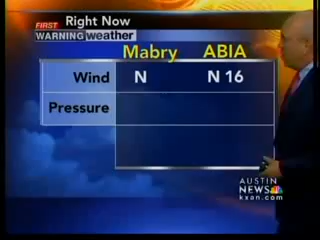 FIRST Right Now
WARNING weather
Mabry ABIA
Wind N N 16
Pressure
AUSTIN
NEWS
kxan.com